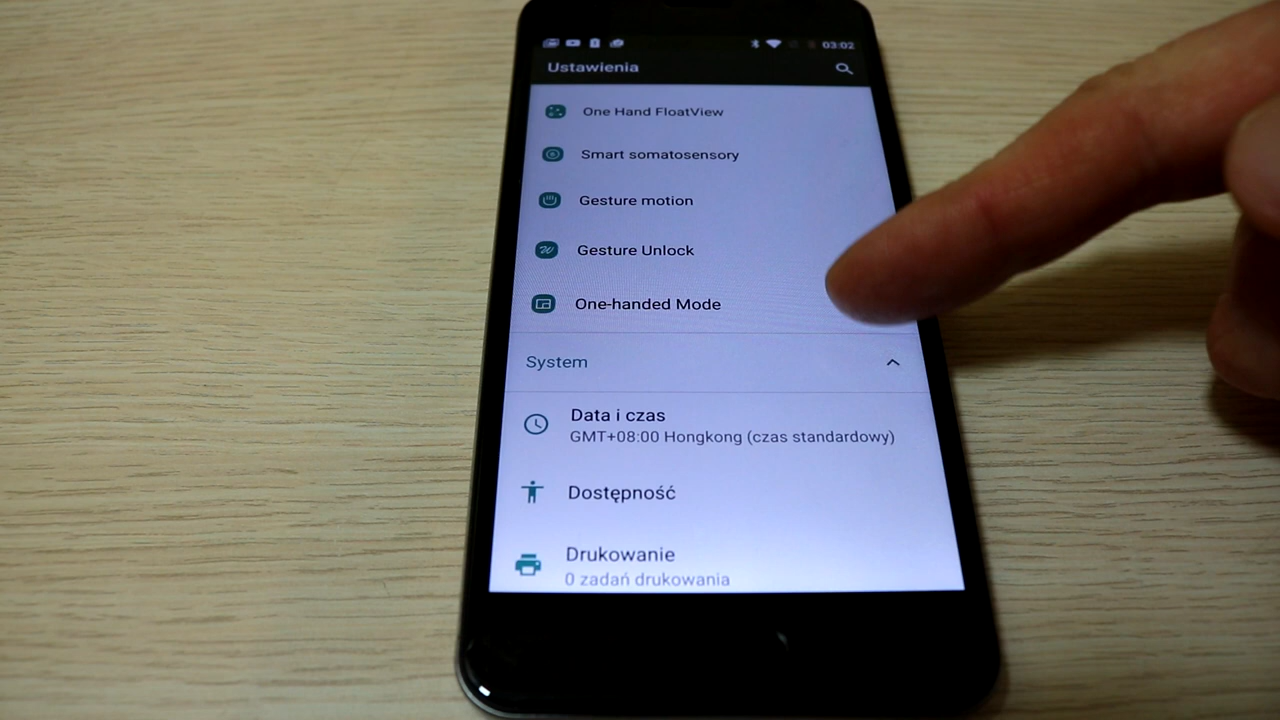 03:02
Ustawienia
One Hand FloatView
Smart somatosensory
Gesture motion
Gesture Unlock
One-handed Mode
System
Data i czas
GMT+08:00 Hongkong (czas standardowy)
Dostępność
Drukowanie
0 zadań drukowania